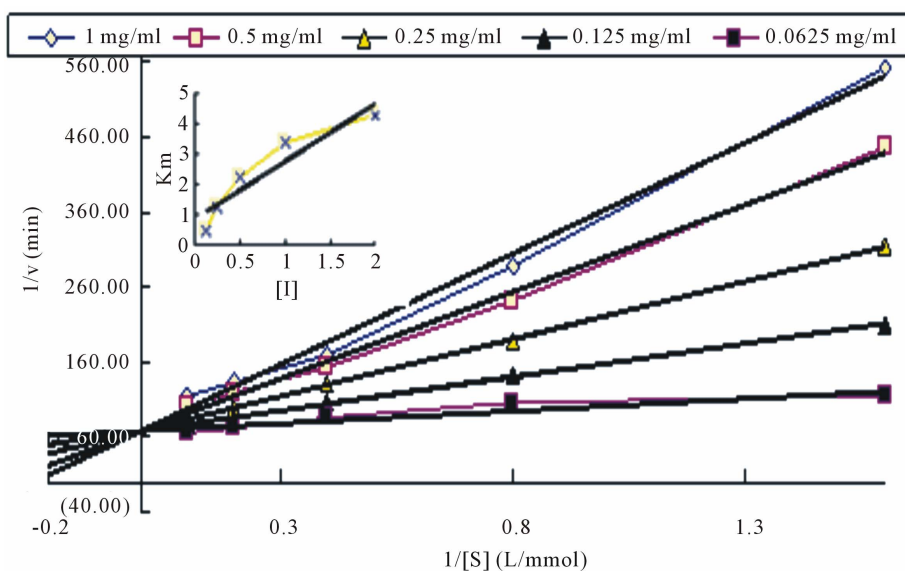 1 mg/ml 0.5 mg/ml 0.25 mg/ml 0.125 mg/ml 0.0625 mg/ml
560.00
460.00
360.00
260.00
160.00
60.00
(40.00)
1/v (min)
5
4
3
2
1
0
Km
0 0.5 1 2
[I]
-0.2 0.3 0.8 1.3
1/[S] (L/mmol)